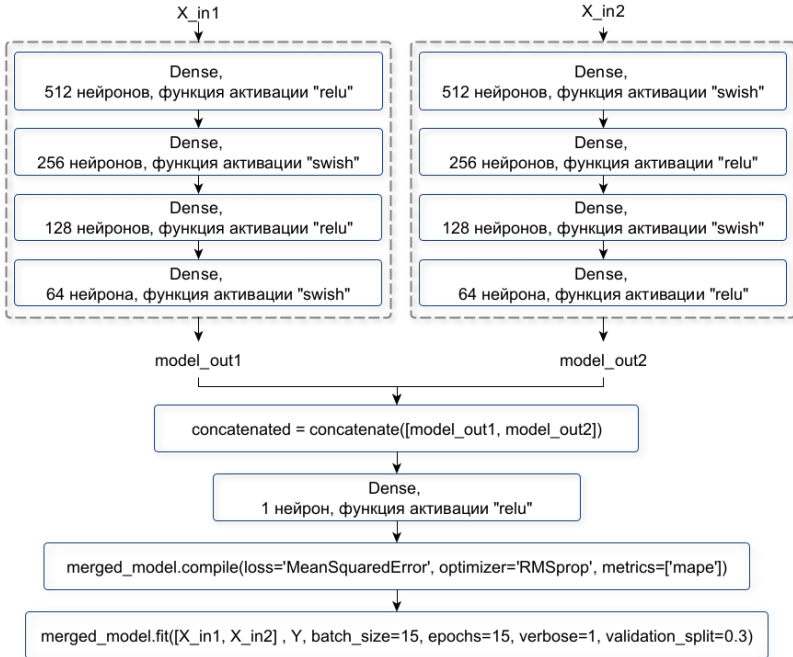 X_in1
Dense,
512 нейронов, функция активации "relu"
Dense,
256 нейронов, функция активации "swish"
Dense,
128 нейронов, функция активации "relu"
Dense,
64 нейрона, функция активации "swish"
model_out1
X_in2
Dense,
512 нейронов, функция активации "swish"
Dense,
256 нейронов, функция активации "relu"
Dense,
128 нейронов, функция активации "swish"
Dense,
64 нейрона, функция активации "relu"
model_out2
concatenated = concatenate([model_out1, model_out2])
Dense,
1 нейрон, функция активации "relu"
merged_model.compile(loss='MeanSquaredError', optimizer='RMSprop', metrics=['mape'])
merged_model.fit([X_in1, X_in2] , Y, batch_size=15, epochs=15, verbose=1, validation_split=0.3)